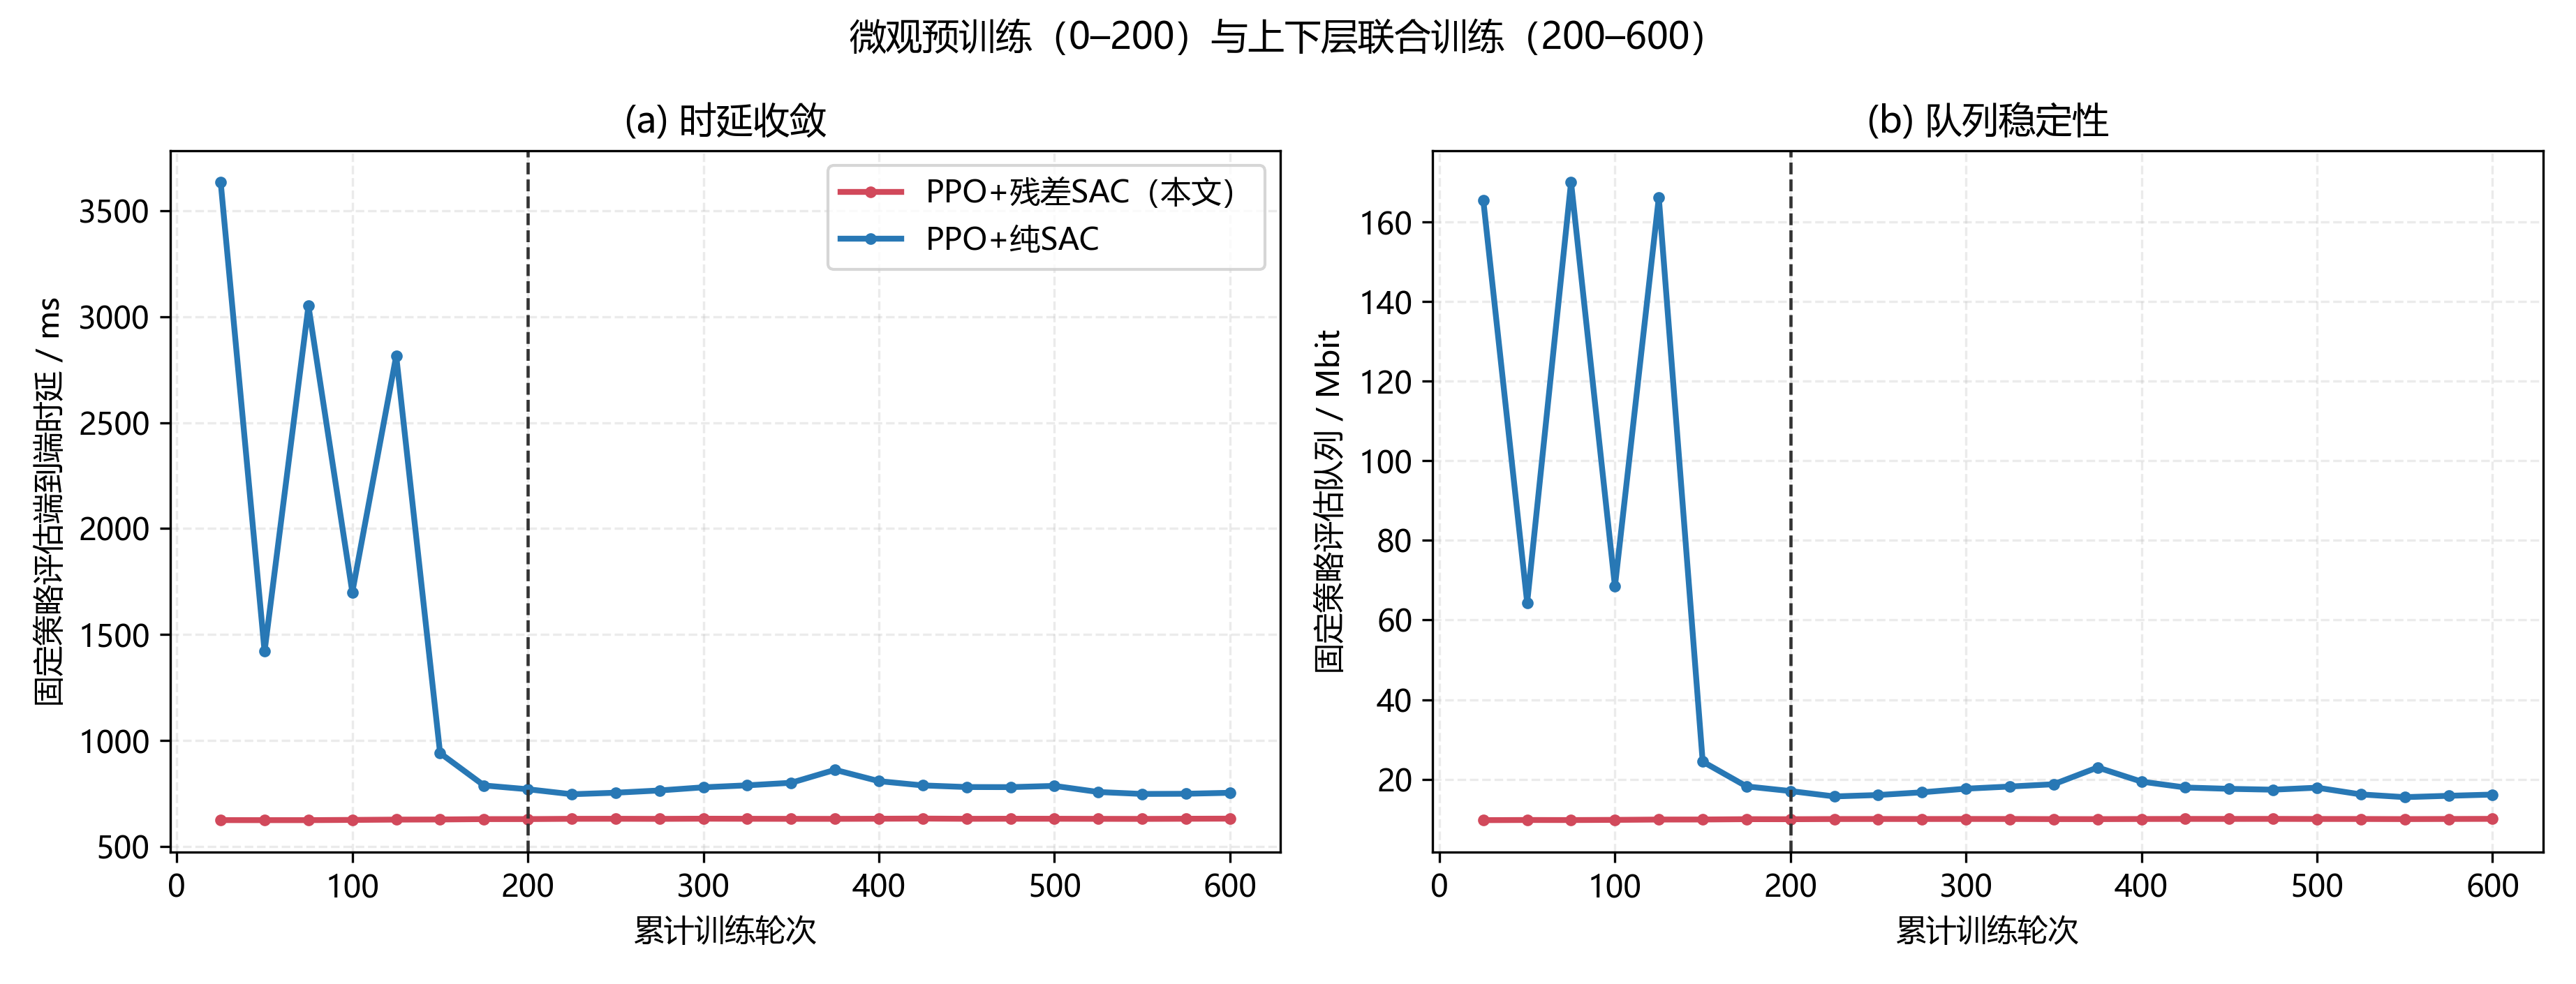 微观预训练（0–200）与上下层联合训练（200–600）
(a) 时延收敛
固定策略评估端到端时延 / ms
3500
3000
2500
2000
1500
1000
500
PPO+残差SAC（本文）
PPO+纯SAC
0 100 200 300 400 500 600
累计训练轮次
(b) 队列稳定性
固定策略评估队列 / Mbit
160
140
120
100
80
60
40
20
0 100 200 300 400 500 600
累计训练轮次